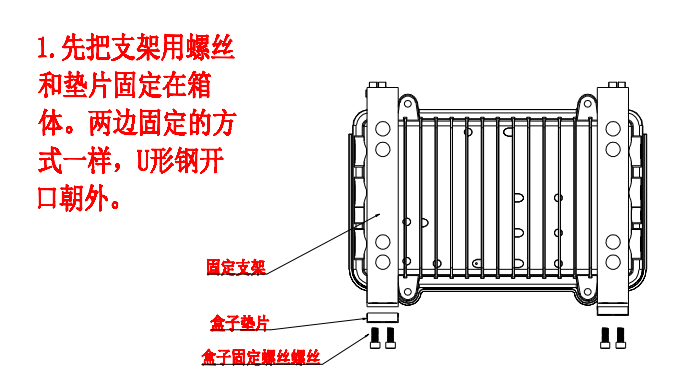 1.先把支架用螺丝
和垫片固定在箱
体。两边固定的方
式一样，U形钢开
口朝外。
固定支架
盒子垫片
盒子固定螺丝螺丝